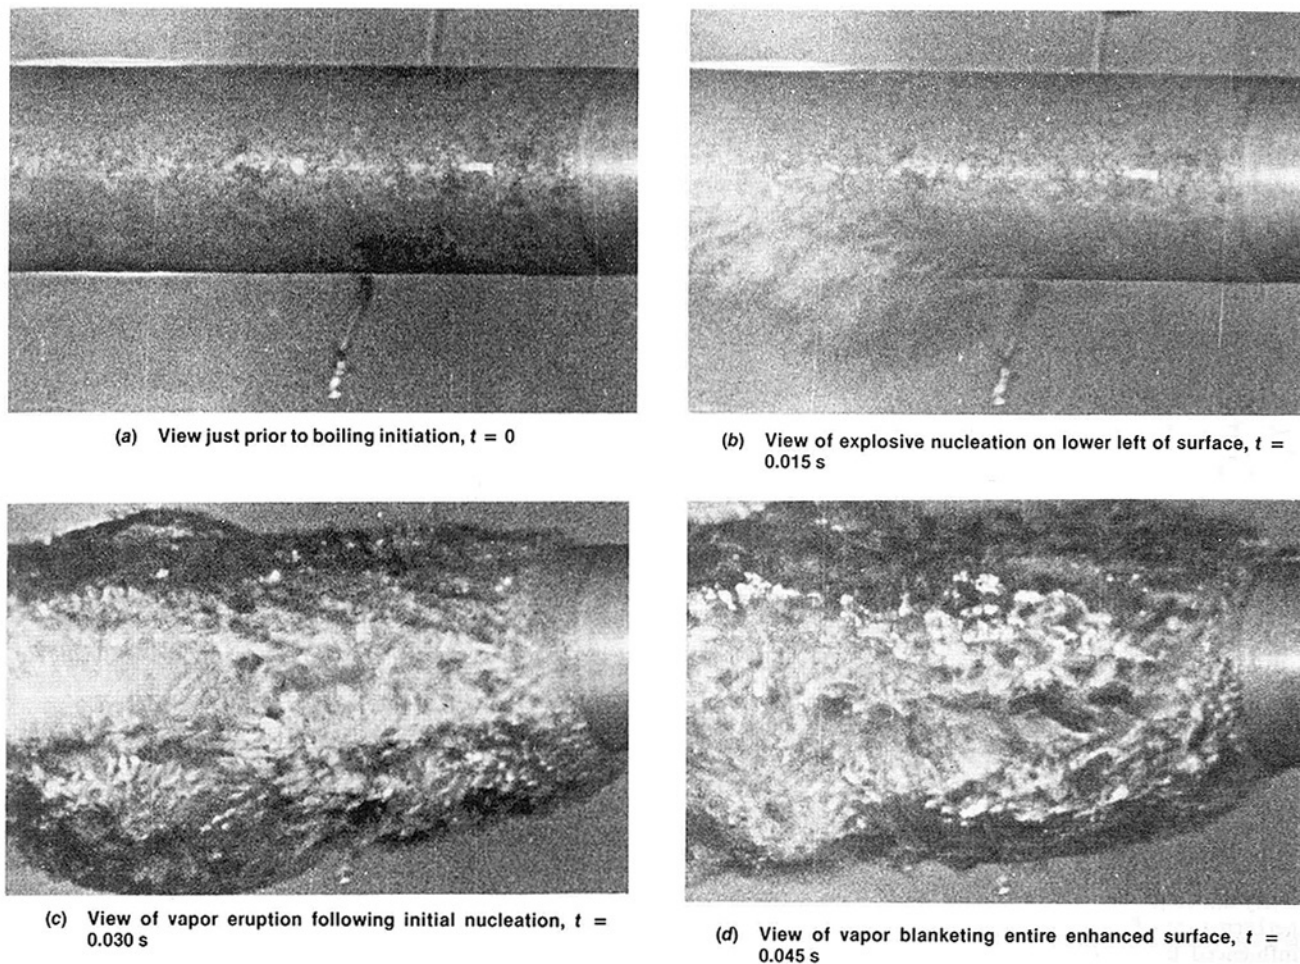 (a) View just prior to boiling initiation, t = 0
(b) View of explosive nucleation on lower left of surface, t =
0.015 s
(c) View of vapor eruption following initial nucleation, t =
0.030 s
(d) View of vapor blanketing entire enhanced surface, t =
0.045 s